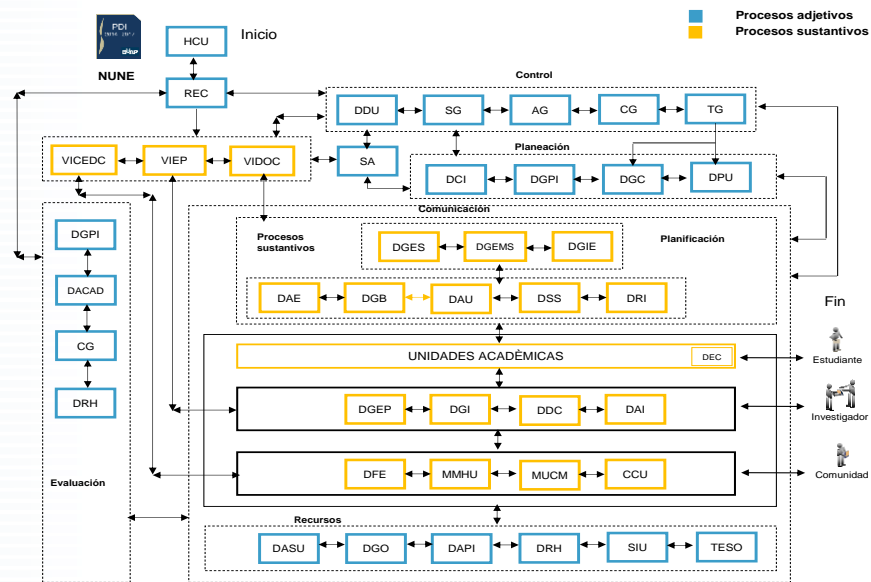 Procesos adjetivos
Procesos sustantivos
PDI
NUNE
HCU
Inicio
REC
Control
DDU
SG
AG
CG
TG
Planeación
VICEDC
VIEP
VIDOC
SA
DCI
DGPI
DGC
DPU
Comunicación
Procesos
sustantivos
Planificación
DGES
DGEMS
DGIE
DGPI
DACAD
CG
DRH
Evaluación
DAE
DGB
DAU
DSS
DRI
Fin
UNIDADES ACADÈMICAS
DEC
Estudiante
DGEP
DGI
DDC
DAI
Investigador
DFE
MMHU
MUCM
CCU
Comunidad
Recursos
DASU
DGO
DAPI
DRH
SIU
TESO